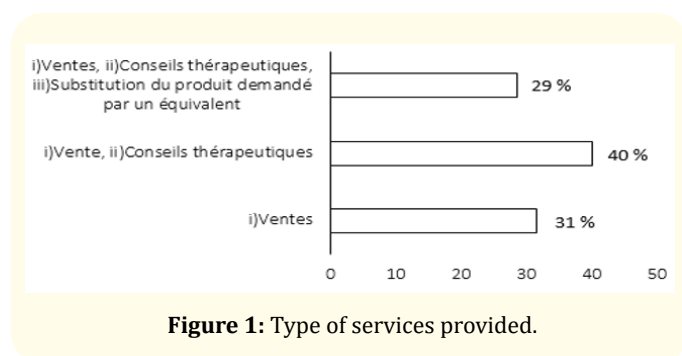 i)Ventes, ii)Conseils thérapeutiques,
iii)Substitution du produit demandé
par un équivalent
29 %
i)Vente, ii)Conseils thérapeutiques
40 %
i)Ventes
31 %
0 10 20 30 40 50
Figure 1: Type of services provided.